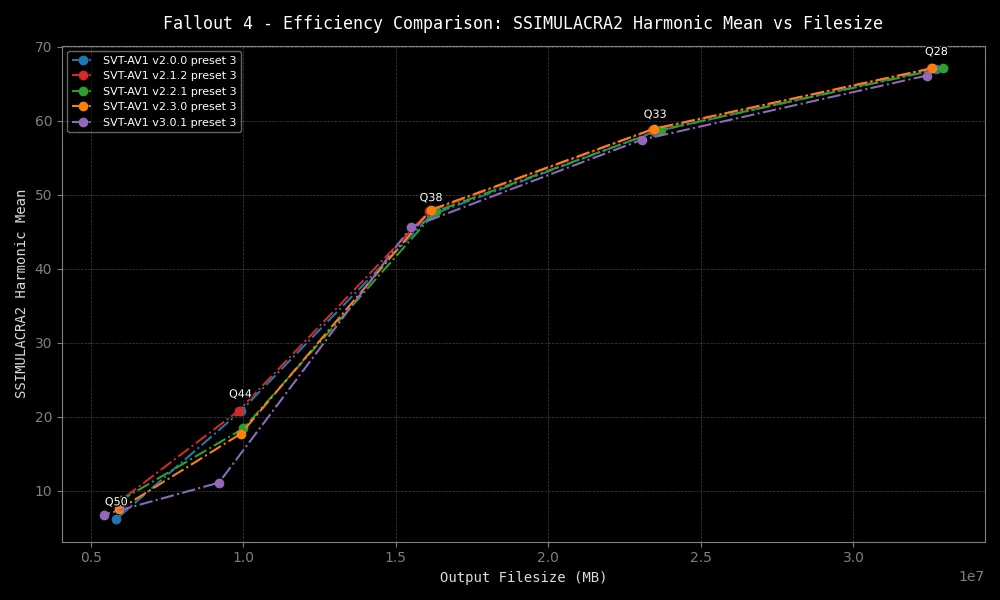 Fallout 4 - Efficiency Comparison: SSIMULACRA2 Harmonic Mean vs Filesize
SVT-AV1 v2.0.0 preset 3
SVT-AV1 v2.1.2 preset 3
SVT-AV1 v2.2.1 preset 3
SVT-AV1 v2.3.0 preset 3
SVT-AV1 v3.0.1 preset 3
Q28
Q33
Q38
Q44
Q50
70
60
50
40
30
20
10
SSIMULACRA2 Harmonic Mean
0.5 1.0 1.5 2.0 2.5 3.0
1e7
Output Filesize (MB)